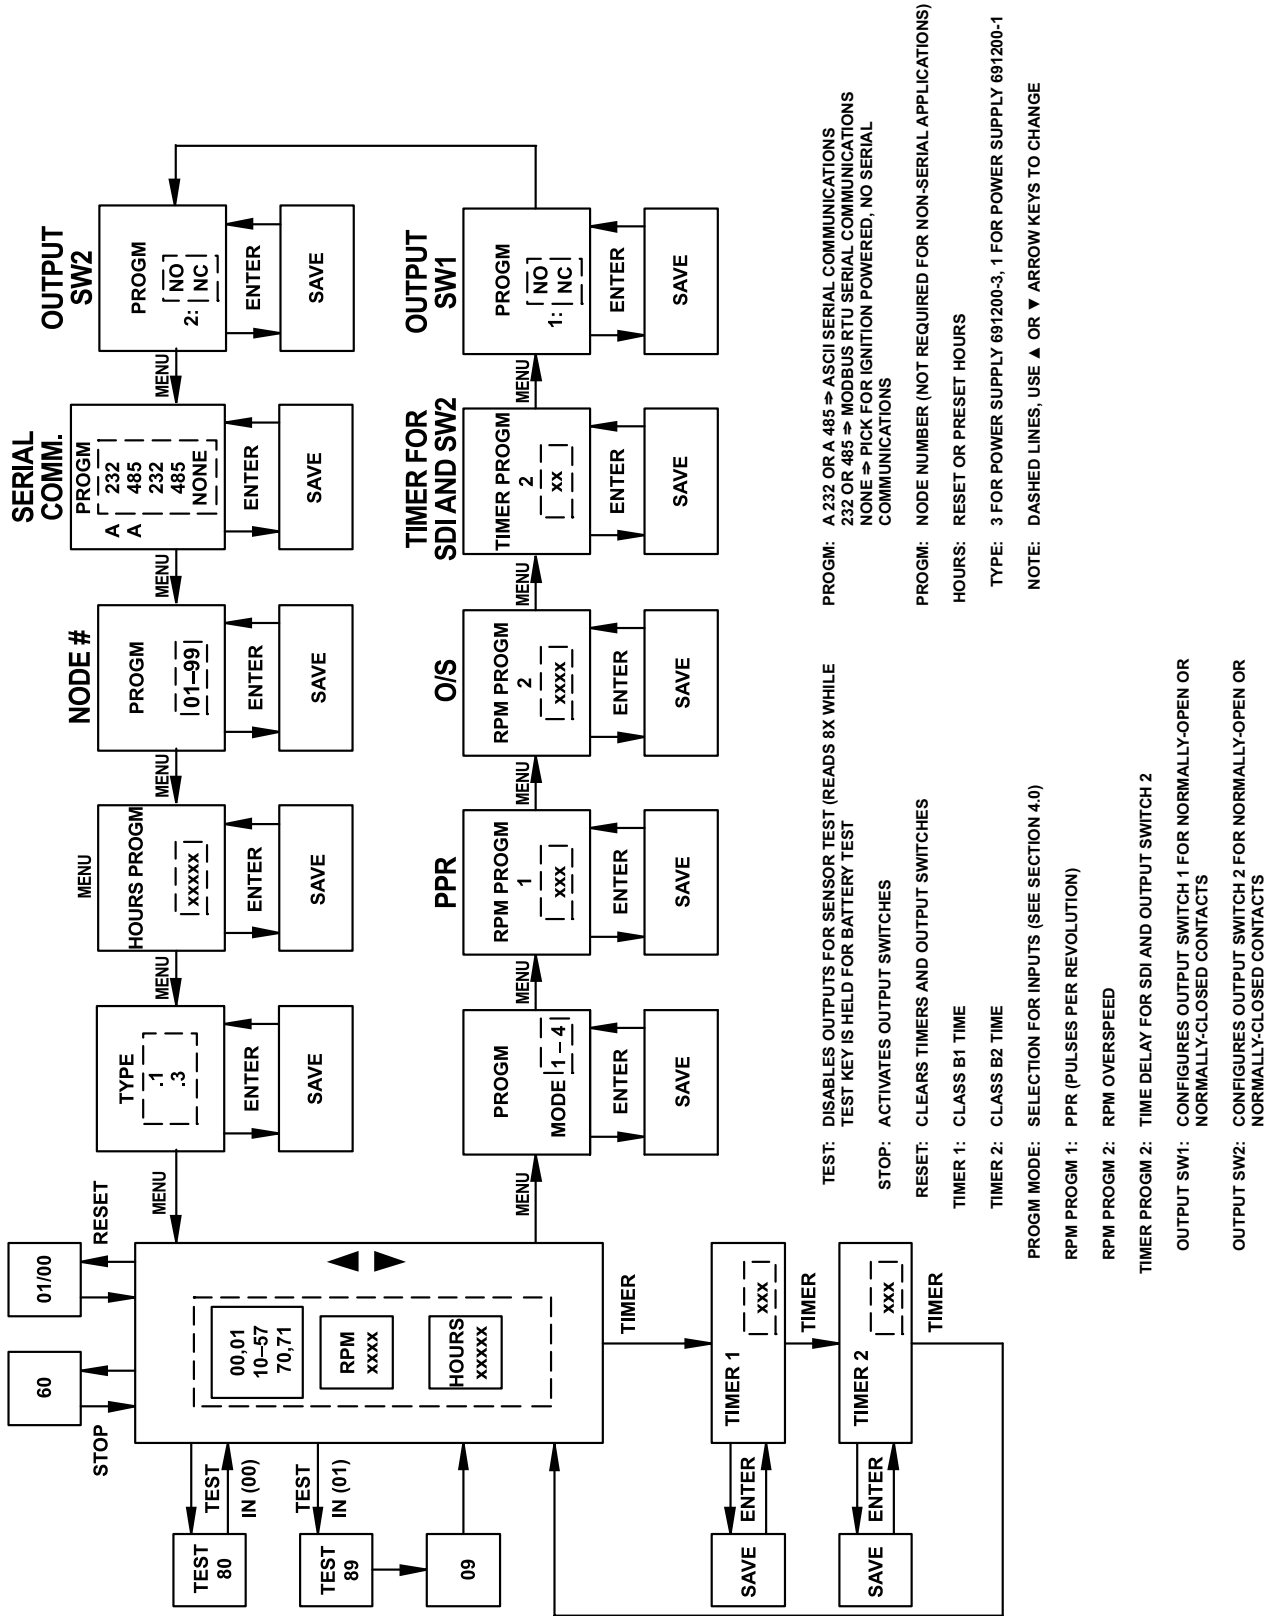 TEST
80
TEST
IN (00)
TEST
89
TEST
IN (01)
09
60
STOP
01/00
RESET
00,01
10–57
70,71
RPM
xxxx
HOURS
xxxxx
◀ ▶
TIMER
TIMER 1
xxx
ENTER
SAVE
TIMER
TIMER 2
xxx
ENTER
SAVE
TIMER
MENU
TYPE
.1
.3
ENTER
SAVE
MENU
MENU
HOURS PROGM
xxxxx
ENTER
SAVE
MENU
NODE #
PROGM
01–99
ENTER
SAVE
MENU
SERIAL
COMM.
PROGM
A 232
A 485
232
485
NONE
ENTER
SAVE
MENU
OUTPUT
SW2
PROGM
NO
2: NC
ENTER
SAVE
MENU
PROGM
MODE 1 – 4
ENTER
SAVE
MENU
PPR
RPM PROGM
1
xxx
ENTER
SAVE
MENU
O/S
RPM PROGM
2
xxxx
ENTER
SAVE
MENU
TIMER FOR
SDI AND SW2
TIMER PROGM
2
xx
ENTER
SAVE
MENU
OUTPUT
SW1
PROGM
NO
1: NC
ENTER
SAVE
TEST: DISABLES OUTPUTS FOR SENSOR TEST (READS 8X WHILE
TEST KEY IS HELD FOR BATTERY TEST
STOP: ACTIVATES OUTPUT SWITCHES
RESET: CLEARS TIMERS AND OUTPUT SWITCHES
TIMER 1: CLASS B1 TIME
TIMER 2: CLASS B2 TIME
PROGM MODE: SELECTION FOR INPUTS (SEE SECTION 4.0)
RPM PROGM 1: PPR (PULSES PER REVOLUTION)
RPM PROGM 2: RPM OVERSPEED
TIMER PROGM 2: TIME DELAY FOR SDI AND OUTPUT SWITCH 2
OUTPUT SW1: CONFIGURES OUTPUT SWITCH 1 FOR NORMALLY-OPEN OR
NORMALLY-CLOSED CONTACTS
OUTPUT SW2: CONFIGURES OUTPUT SWITCH 2 FOR NORMALLY-OPEN OR
NORMALLY-CLOSED CONTACTS
PROGM: A 232 OR A 485 ⇒ ASCII SERIAL COMMUNICATIONS
232 OR 485 ⇒ MODBUS RTU SERIAL COMMUNICATIONS
NONE ⇒ PICK FOR IGNITION POWERED, NO SERIAL
COMMUNICATIONS
PROGM: NODE NUMBER (NOT REQUIRED FOR NON-SERIAL APPLICATIONS)
HOURS: RESET OR PRESET HOURS
TYPE: 3 FOR POWER SUPPLY 691200-3, 1 FOR POWER SUPPLY 691200-1
NOTE: DASHED LINES, USE ▲ OR ▼ ARROW KEYS TO CHANGE